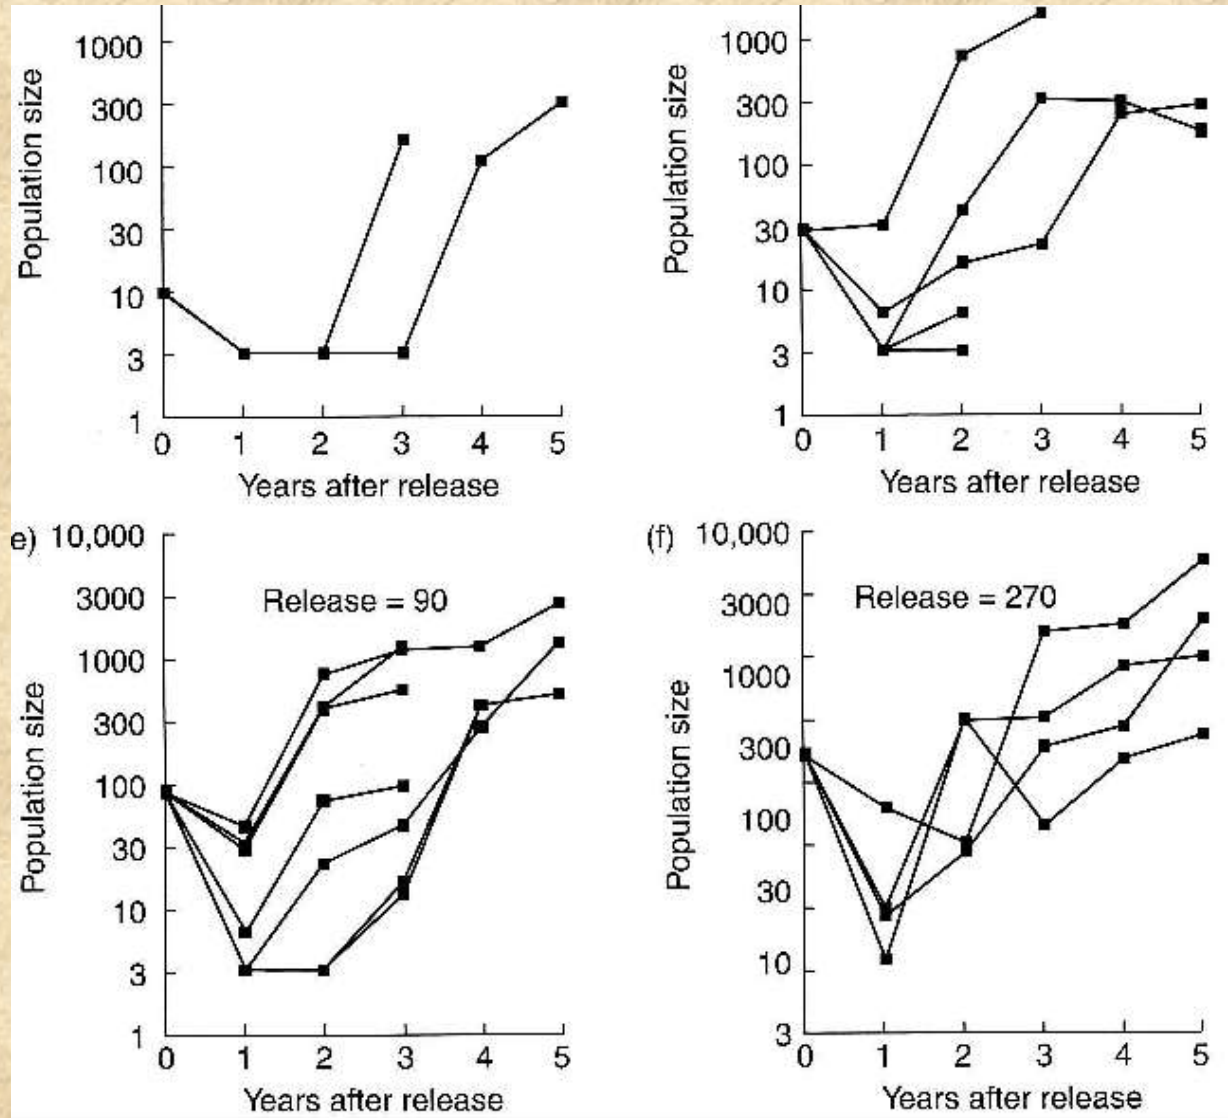 1000
300
100
30
10
3
1
Population size
0 1 2 3 4 5
Years after release
1000
300
100
30
10
3
1
Population size
0 1 2 3 4 5
Years after release
e) 10,000
3000
1000
300
100
30
10
3
1
Release = 90
Population size
0 1 2 3 4 5
Years after release
(f) 10,000
3000
1000
300
100
30
10
3
Release = 270
Population size
0 1 2 3 4 5
Years after release